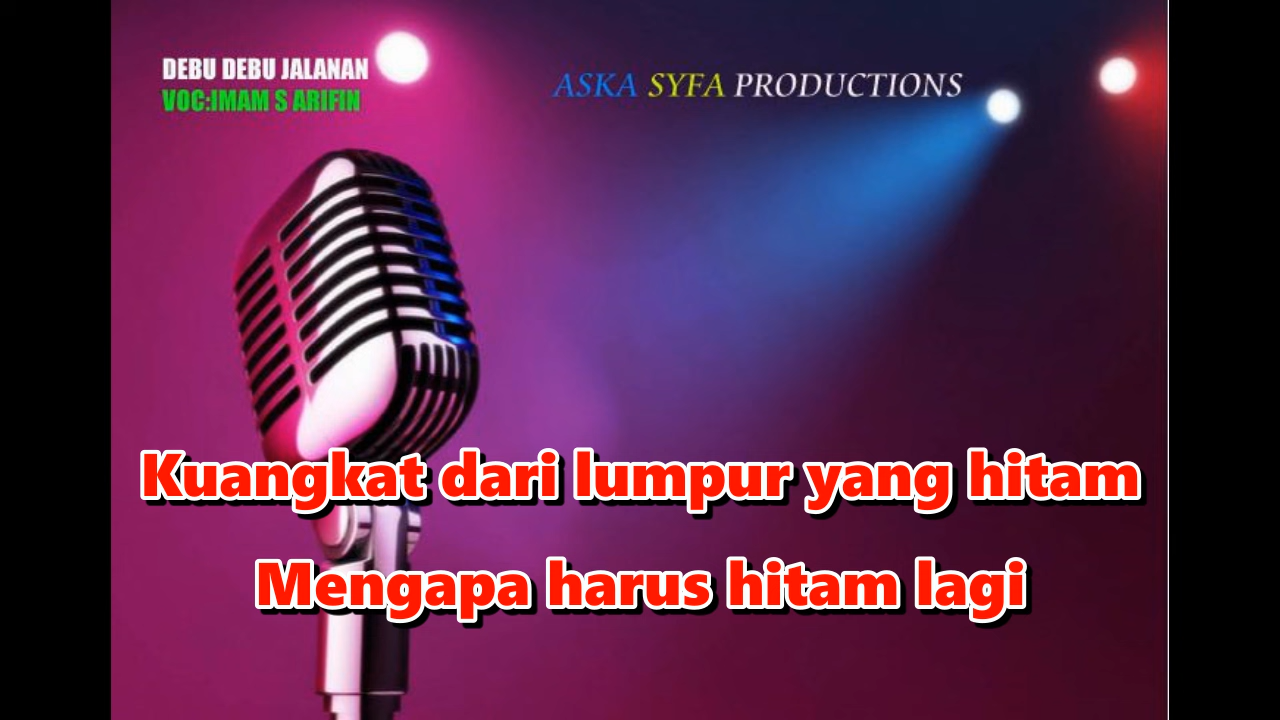 DEBU DEBU JALANAN
VOC:IMAM S ARIFIN
ASKA SYFA PRODUCTIONS
Kuangkat dari lumpur yang hitam
Mengapa harus hitam lagi